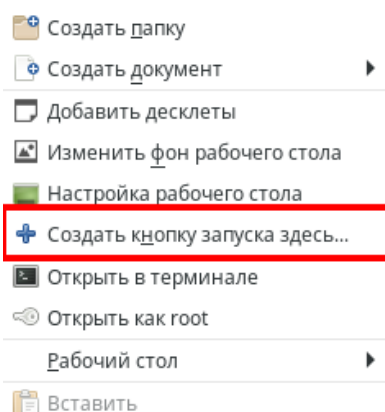 Создать папку
Создать документ
Добавить десклеты
Изменить фон рабочего стола
Настройка рабочего стола
Создать кнопку запуска здесь...
Открыть в терминале
Открыть как root
Рабочий стол
Вставить